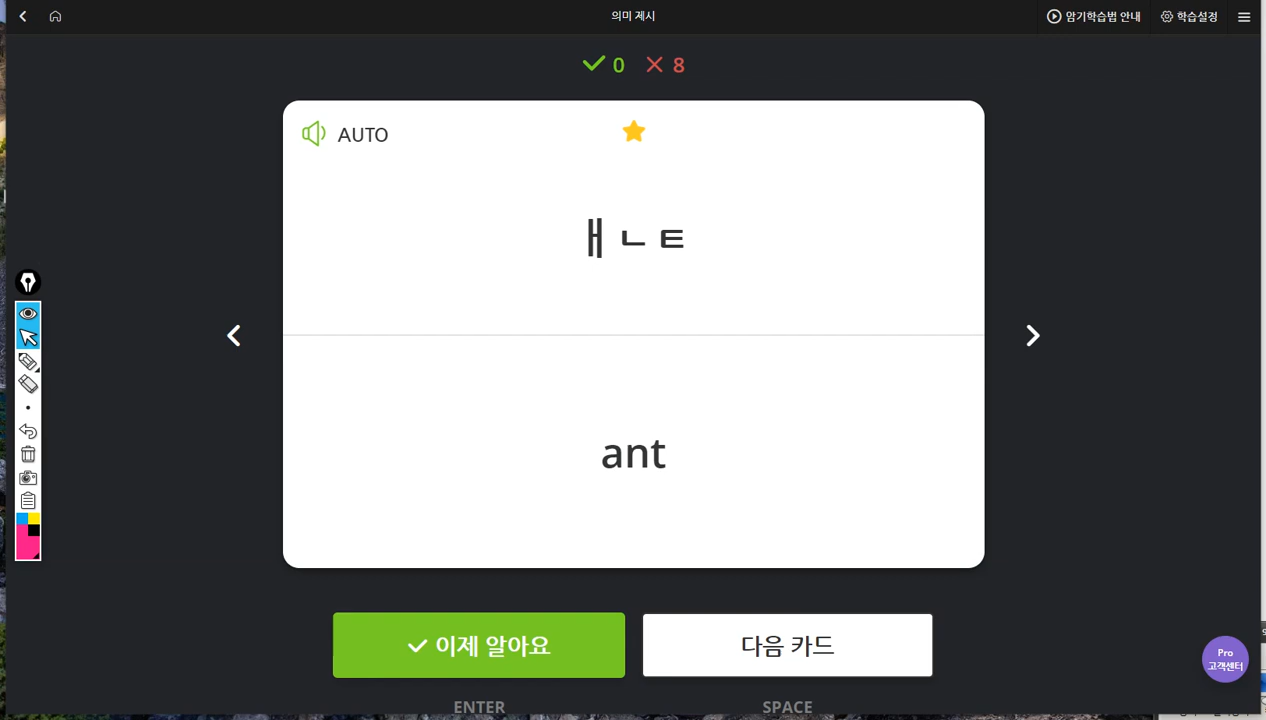 의미 제시
암기학습법 안내
학습설정
0
8
AUTO
ㅐㄴㅌ
ant
이제 알아요
다음 카드
ENTER
SPACE
Pro
고객센터